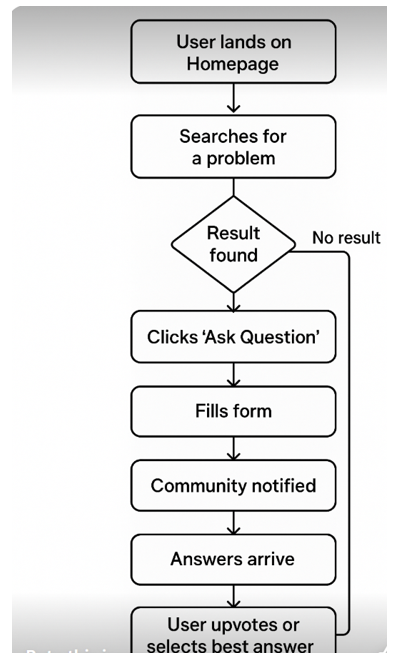 User lands on
Homepage
Searches for
a problem
Result
found
No result
Clicks ‘Ask Question’
Fills form
Community notified
Answers arrive
User upvotes or
selects best answer